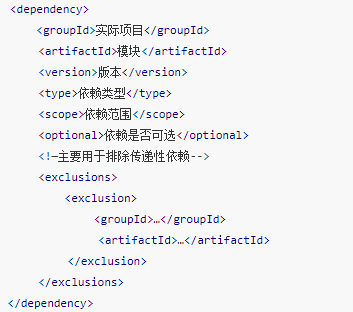 <dependency>
<groupId>实际项目</groupId>
<artifactId>模块</artifactId>
<version>版本</version>
<type>依赖类型</type>
<scope>依赖范围</scope>
<optional>依赖是否可选</optional>
<!—主要用于排除传递性依赖-->
<exclusions>
<exclusion>
<groupId>…</groupId>
<artifactId>…</artifactId>
</exclusion>
</exclusions>
</dependency>